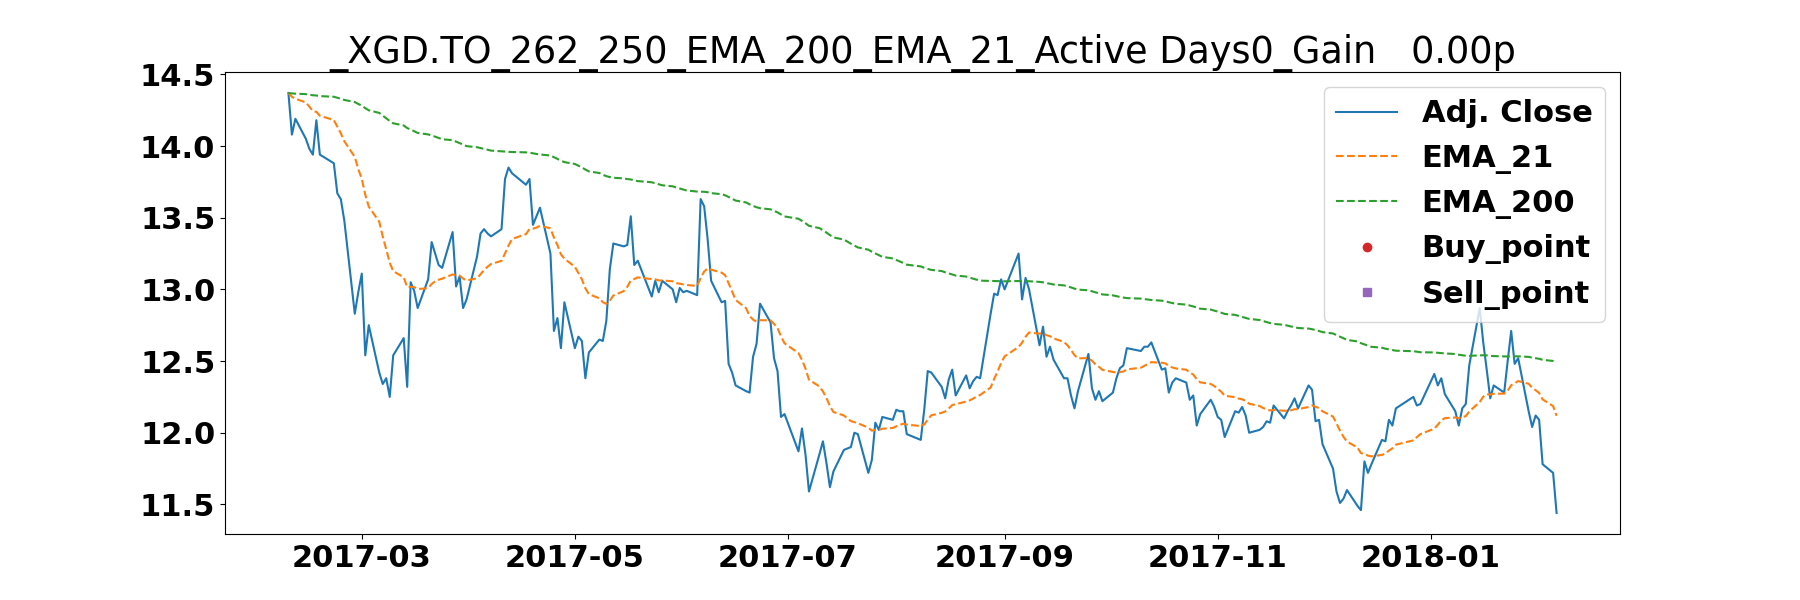 _XGD.TO_262_250_EMA_200_EMA_21_Active Days0_Gain   0.00p
14.5
14.0
13.5
13.0
12.5
12.0
11.5
Adj. Close
EMA_21
EMA_200
Buy_point
Sell_point
2017-03 2017-05 2017-07 2017-09 2017-11 2018-01